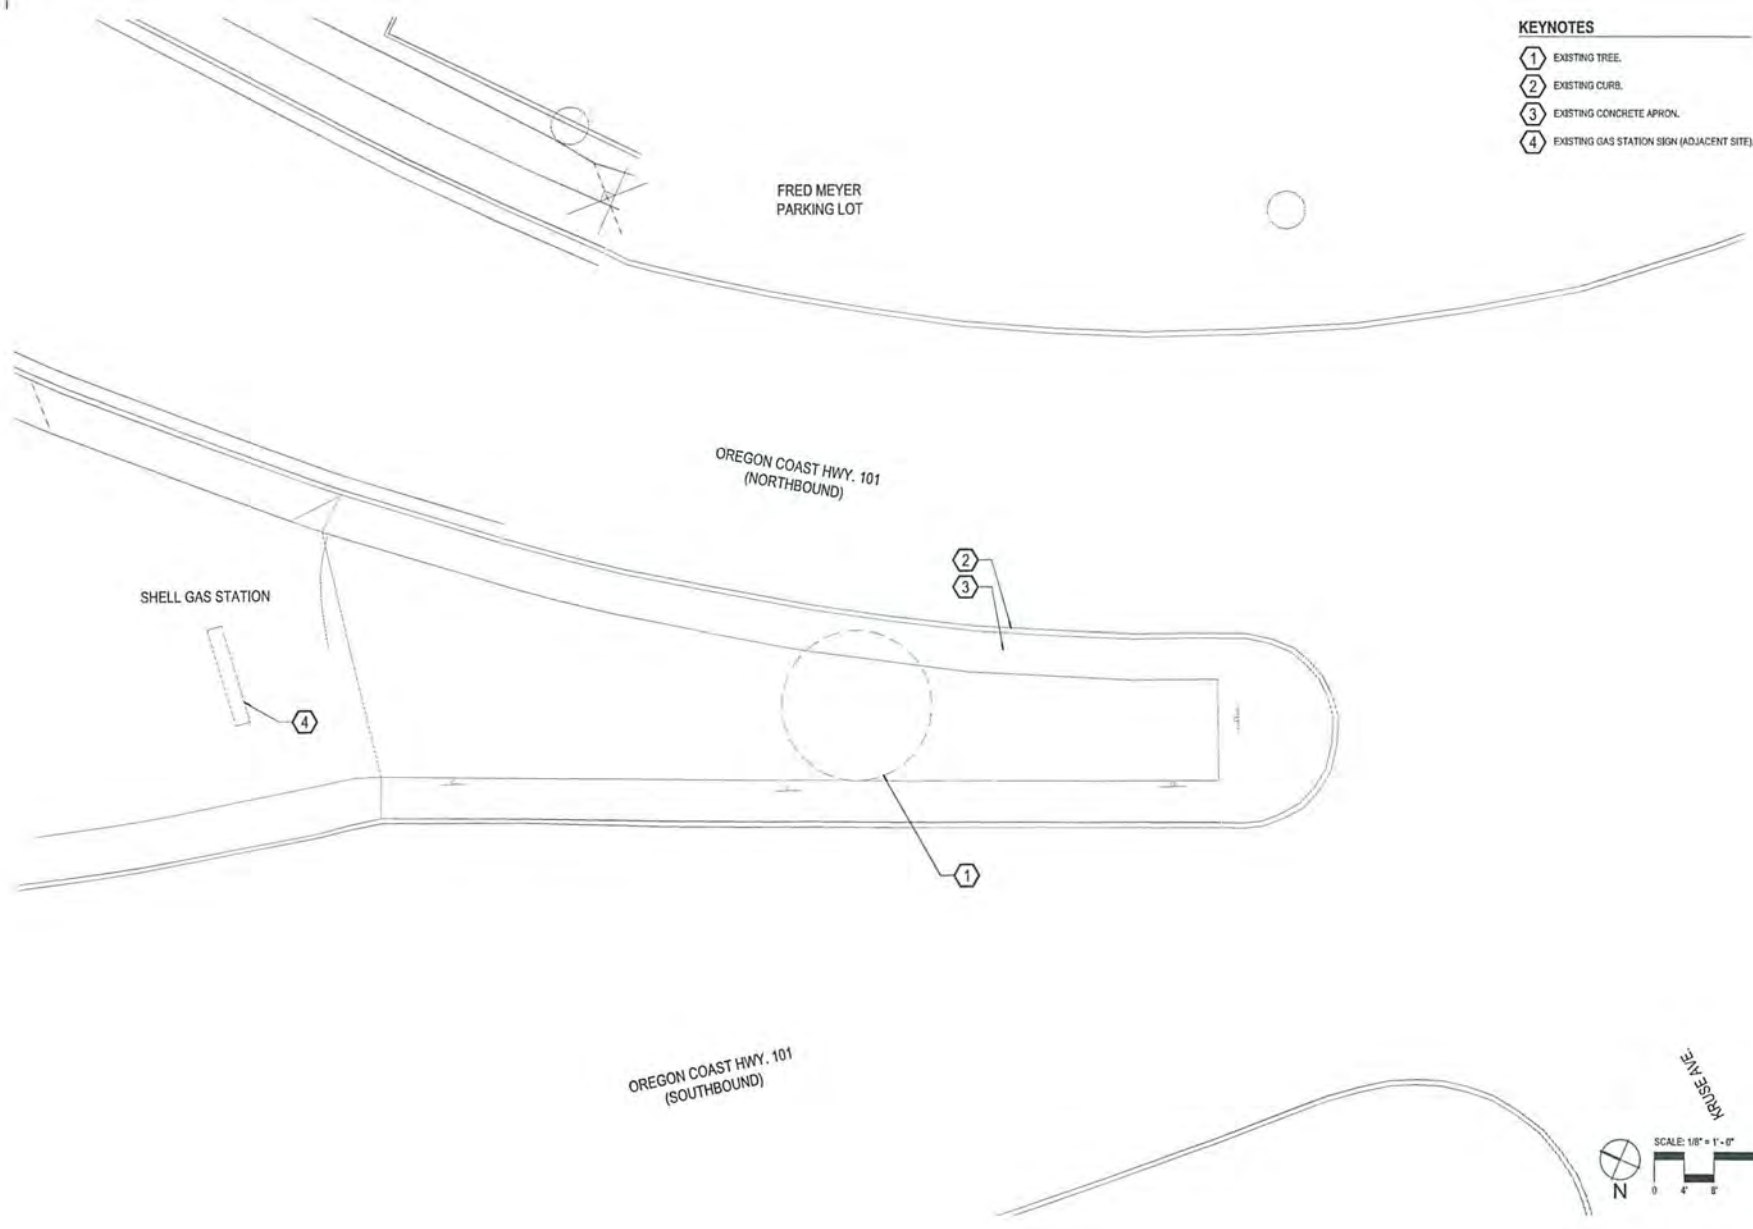 KEYNOTES
1 EXISTING TREE.
2 EXISTING CURB.
3 EXISTING CONCRETE APRON.
4 EXISTING GAS STATION SIGN (ADJACENT SITE)
FRED MEYER
PARKING LOT
OREGON COAST HWY. 101
(NORTHBOUND)
2
3
SHELL GAS STATION
4
1
OREGON COAST HWY. 101
(SOUTHBOUND)
KRUSE AVE.
SCALE: 1/8" = 1'-0"
N
0 4' 8'